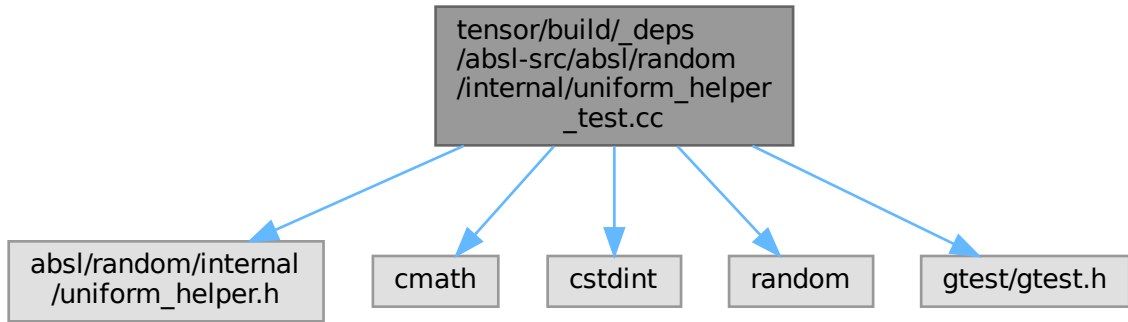 tensor/build/_deps
/absl-src/absl/random
/internal/uniform_helper
_test.cc
absl/random/internal
/uniform_helper.h
cmath
cstdint
random
gtest/gtest.h